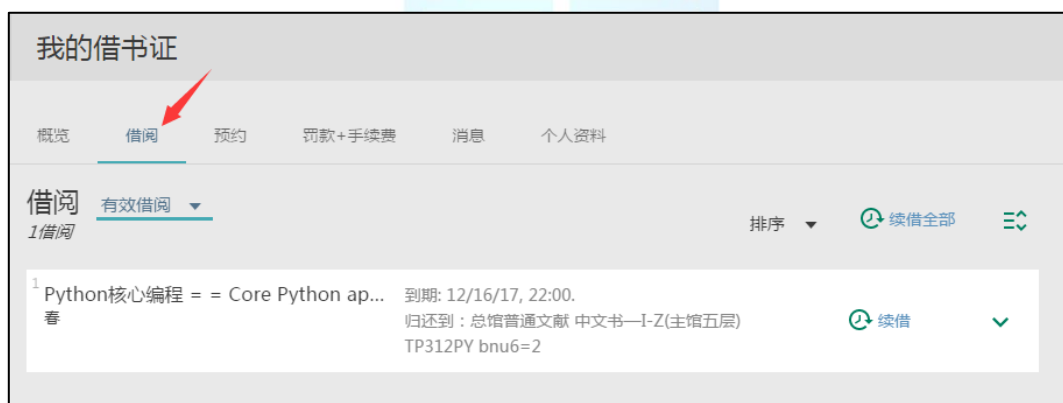 我的借书证
概览 借阅 预约 罚款+手续费 消息 个人资料
借阅 有效借阅
1借阅
排序 续借全部
1 Python核心编程 = = Core Python ap... 到期: 12/16/17, 22:00.
春 归还到：总馆普通文献 中文书—I-Z(主馆五层) 续借
TP312PY bnu6=2